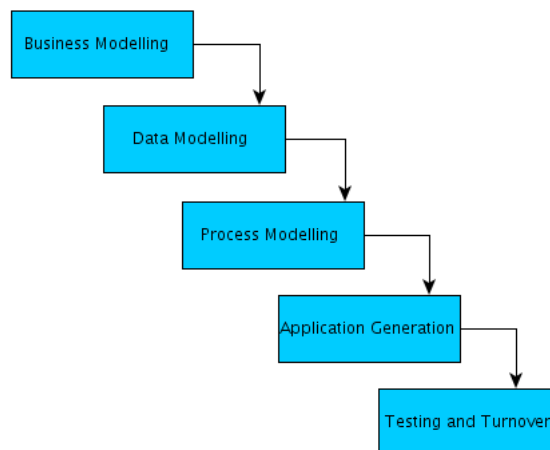 Business Modelling
Data Modelling
Process Modelling
Application Generation
Testing and Turnover